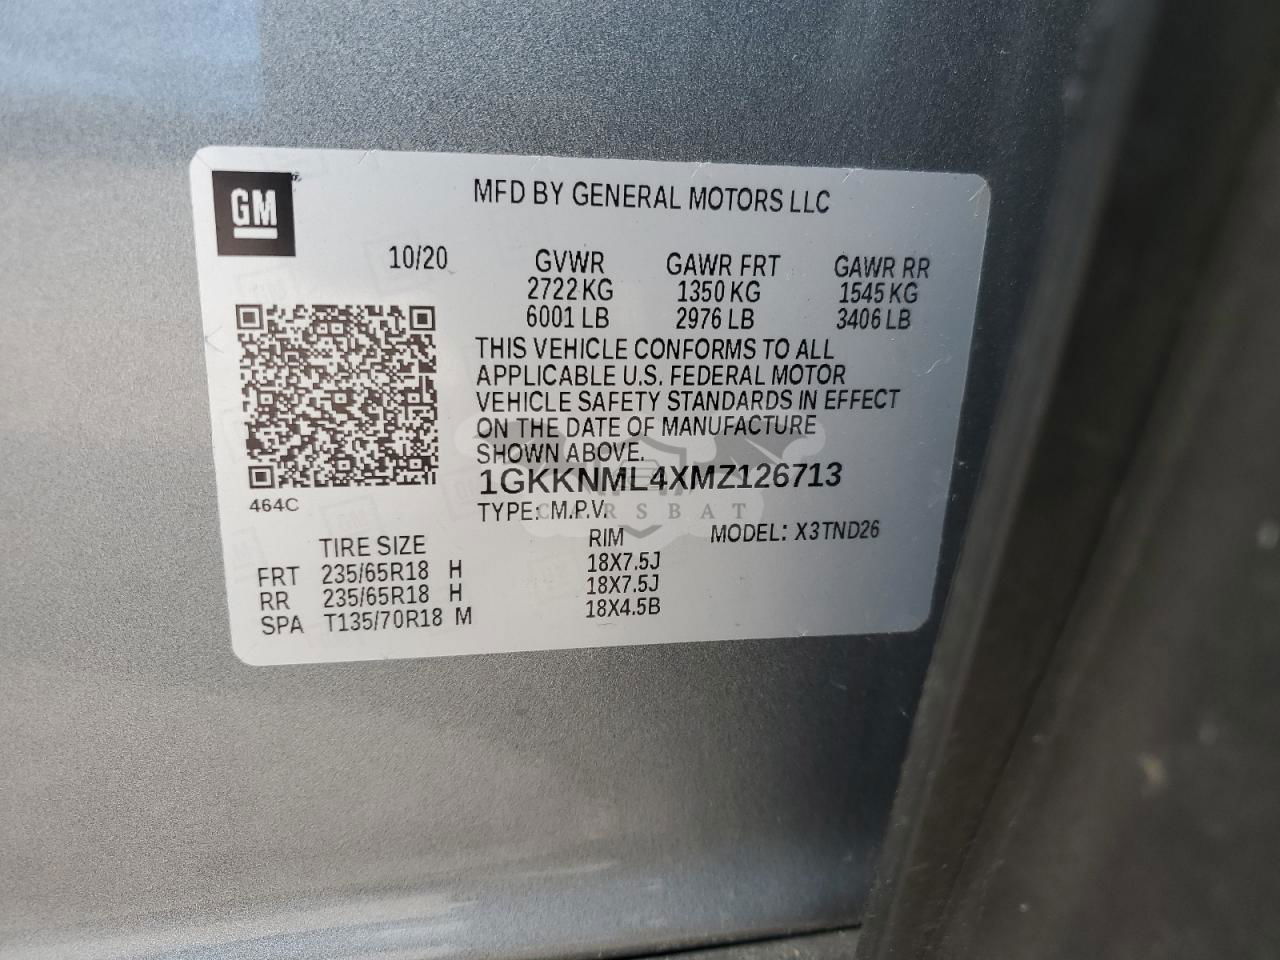 GM
MFD BY GENERAL MOTORS LLC
10/20 GVWR GAWR FRT GAWR RR
2722 KG 1350 KG 1545 KG
6001 LB 2976 LB 3406 LB
THIS VEHICLE CONFORMS TO ALL
APPLICABLE U.S. FEDERAL MOTOR
VEHICLE SAFETY STANDARDS IN EFFECT
ON THE DATE OF MANUFACTURE
SHOWN ABOVE.
1GKKNML4XMZ126713
464C
TYPE: M.P.V.
CARSBAT
MODEL: X3TND26
TIRE SIZE RIM
FRT 235/65R18 H 18X7.5J
RR 235/65R18 H 18X7.5J
SPA T135/70R18 M 18X4.5B